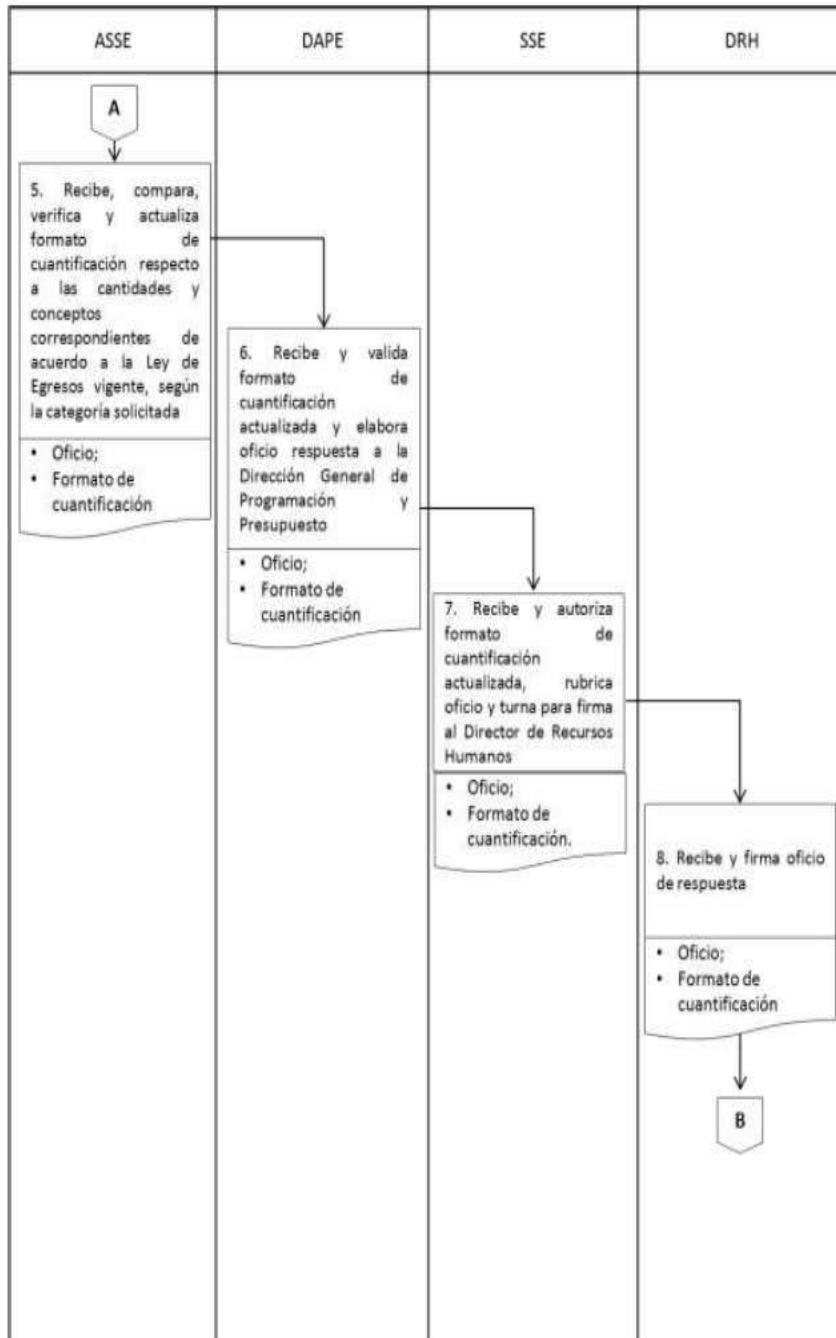 ASSE
DAPE
SSE
DRH
A
5. Recibe, compara,
verifica y actualiza
formato de
cuantificación respecto
a las cantidades y
conceptos
correspondientes de
acuerdo a la Ley de
Egresos vigente, según
la categoría solicitada
• Oficio;
• Formato de
cuantificación
6. Recibe y valida
formato de
cuantificación
actualizada y elabora
oficio respuesta a la
Dirección General de
Programación y
Presupuesto
• Oficio;
• Formato de
cuantificación
7. Recibe y autoriza
formato de
cuantificación
actualizada, rubrica
oficio y turna para firma
al Director de Recursos
Humanos
• Oficio;
• Formato de
cuantificación.
8. Recibe y firma oficio
de respuesta
• Oficio;
• Formato de
cuantificación
B